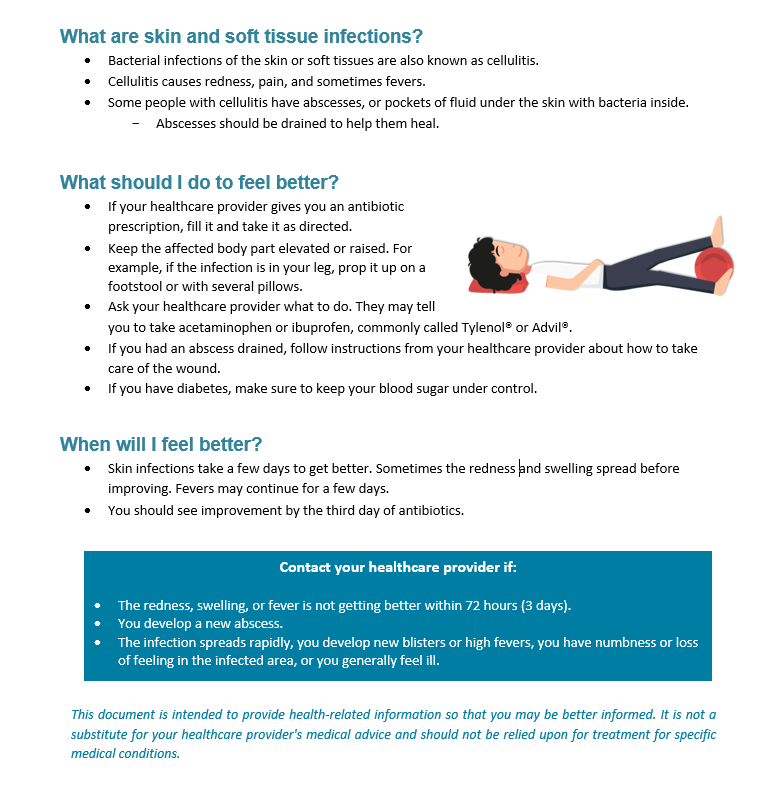 What are skin and soft tissue infections?
• Bacterial infections of the skin or soft tissues are also known as cellulitis.
• Cellulitis causes redness, pain, and sometimes fevers.
• Some people with cellulitis have abscesses, or pockets of fluid under the skin with bacteria inside.
− Abscesses should be drained to help them heal.
What should I do to feel better?
• If your healthcare provider gives you an antibiotic
prescription, fill it and take it as directed.
• Keep the affected body part elevated or raised. For
example, if the infection is in your leg, prop it up on a
footstool or with several pillows.
• Ask your healthcare provider what to do. They may tell
you to take acetaminophen or ibuprofen, commonly called Tylenol® or Advil®.
• If you had an abscess drained, follow instructions from your healthcare provider about how to take
care of the wound.
• If you have diabetes, make sure to keep your blood sugar under control.
When will I feel better?
• Skin infections take a few days to get better. Sometimes the redness and swelling spread before
improving. Fevers may continue for a few days.
• You should see improvement by the third day of antibiotics.
Contact your healthcare provider if:
• The redness, swelling, or fever is not getting better within 72 hours (3 days).
• You develop a new abscess.
• The infection spreads rapidly, you develop new blisters or high fevers, you have numbness or loss
of feeling in the infected area, or you generally feel ill.
This document is intended to provide health-related information so that you may be better informed. It is not a
substitute for your healthcare provider's medical advice and should not be relied upon for treatment for specific
medical conditions.